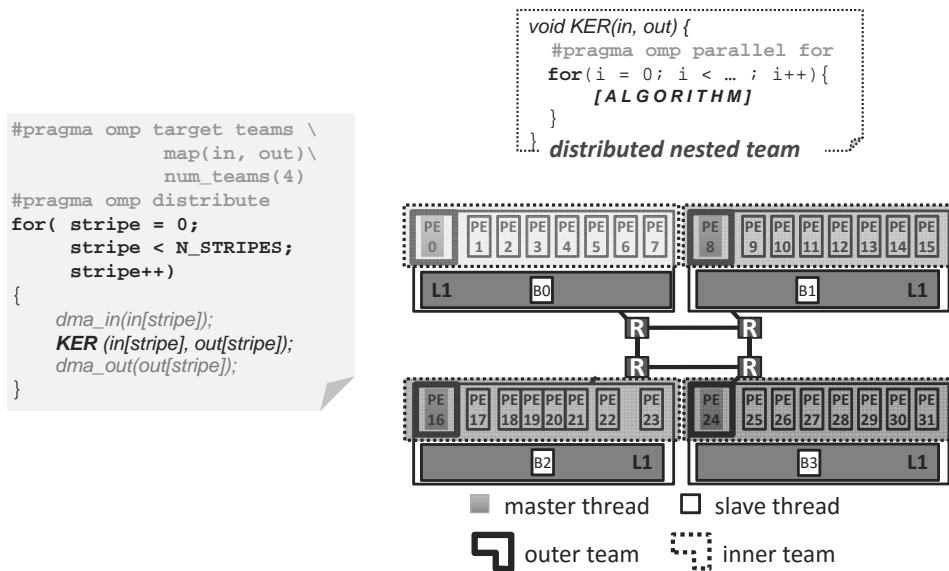 void KER(in, out) {
#pragma omp parallel for
for(i = 0; i < … ; i++){
[ALGORITHM]
}
}
distributed nested team
#pragma omp target teams \
map(in, out)\
num_teams(4)
#pragma omp distribute
for( stripe = 0;
stripe < N_STRIPES;
stripe++)
{
dma_in(in[stripe]);
KER (in[stripe], out[stripe]);
dma_out(out[stripe]);
}
PE 0 PE 1 PE 2 PE 3 PE 4 PE 5 PE 6 PE 7
L1 B0
PE 8 PE 9 PE 10 PE 11 PE 12 PE 13 PE 14 PE 15
B1 L1
R R
R R
PE 16 PE 17 PE 18 PE 19 PE 20 PE 21 PE 22 PE 23
B2 L1
PE 24 PE 25 PE 26 PE 27 PE 28 PE 29 PE 30 PE 31
B3 L1
master thread slave thread
outer team inner team